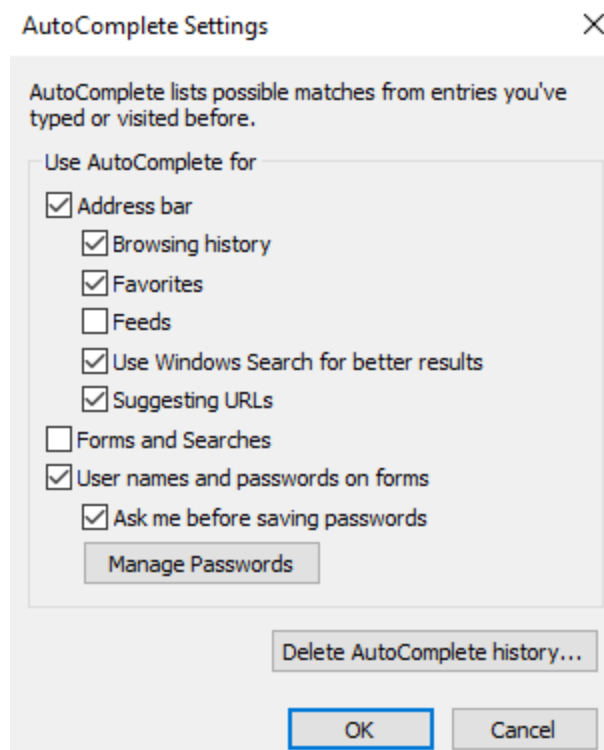 AutoComplete Settings
AutoComplete lists possible matches from entries you've
typed or visited before.
Use AutoComplete for
Address bar
Browsing history
Favorites
Feeds
Use Windows Search for better results
Suggesting URLs
Forms and Searches
User names and passwords on forms
Ask me before saving passwords
Manage Passwords
Delete AutoComplete history...
OK Cancel